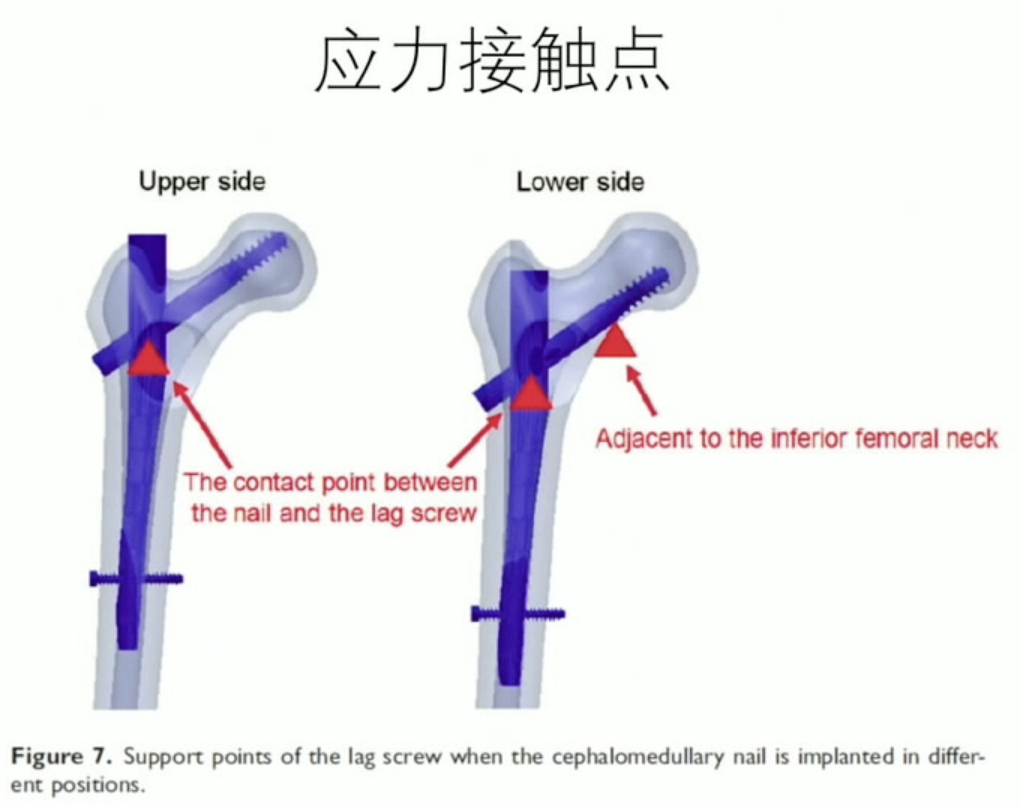 应力接触点
Upper side
Lower side
Adjacent to the inferior femoral neck
The contact point between
the nail and the lag screw
Figure 7. Support points of the lag screw when the cephalomedullary nail is implanted in differ-
ent positions.